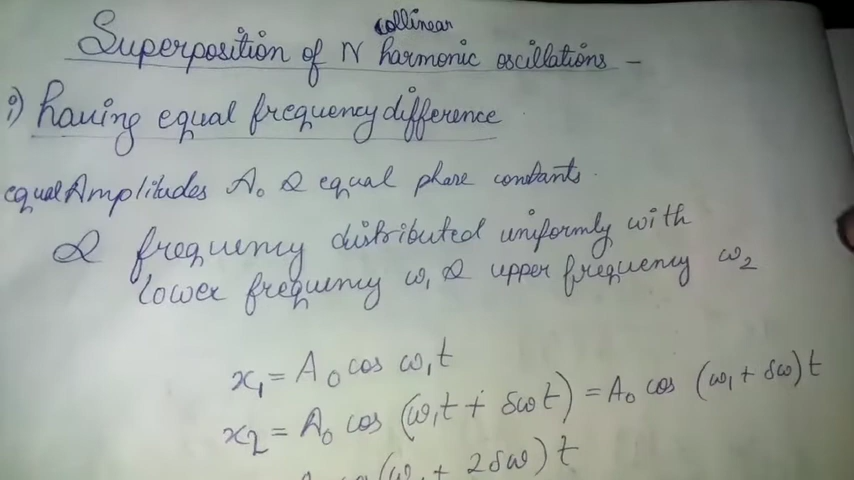 collinear
Superposition of N harmonic oscillations –
i) having equal frequency difference
equal Amplitudes A₀ & equal phase constants.
& frequency distributed uniformly with
lower frequency ω₁ & upper frequency ω₂
x₁ = A₀ cos ω₁t
x₂ = A₀ cos (ω₁t + δωt) = A₀ cos (ω₁ + δω) t
(ω₁ + 2δω) t